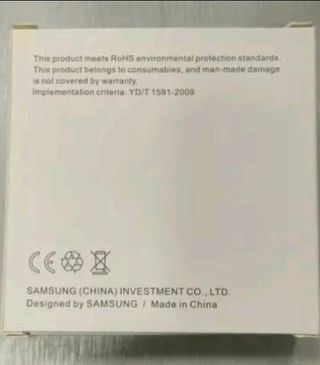 This product meets RoHS environmental protection standards.
This product belongs to consumables, and man-made damage
is not covered by warranty.
Implementation criteria: YD/T 1591-2009
CE
SAMSUNG (CHINA) INVESTMENT CO., LTD.
Designed by SAMSUNG / Made in China